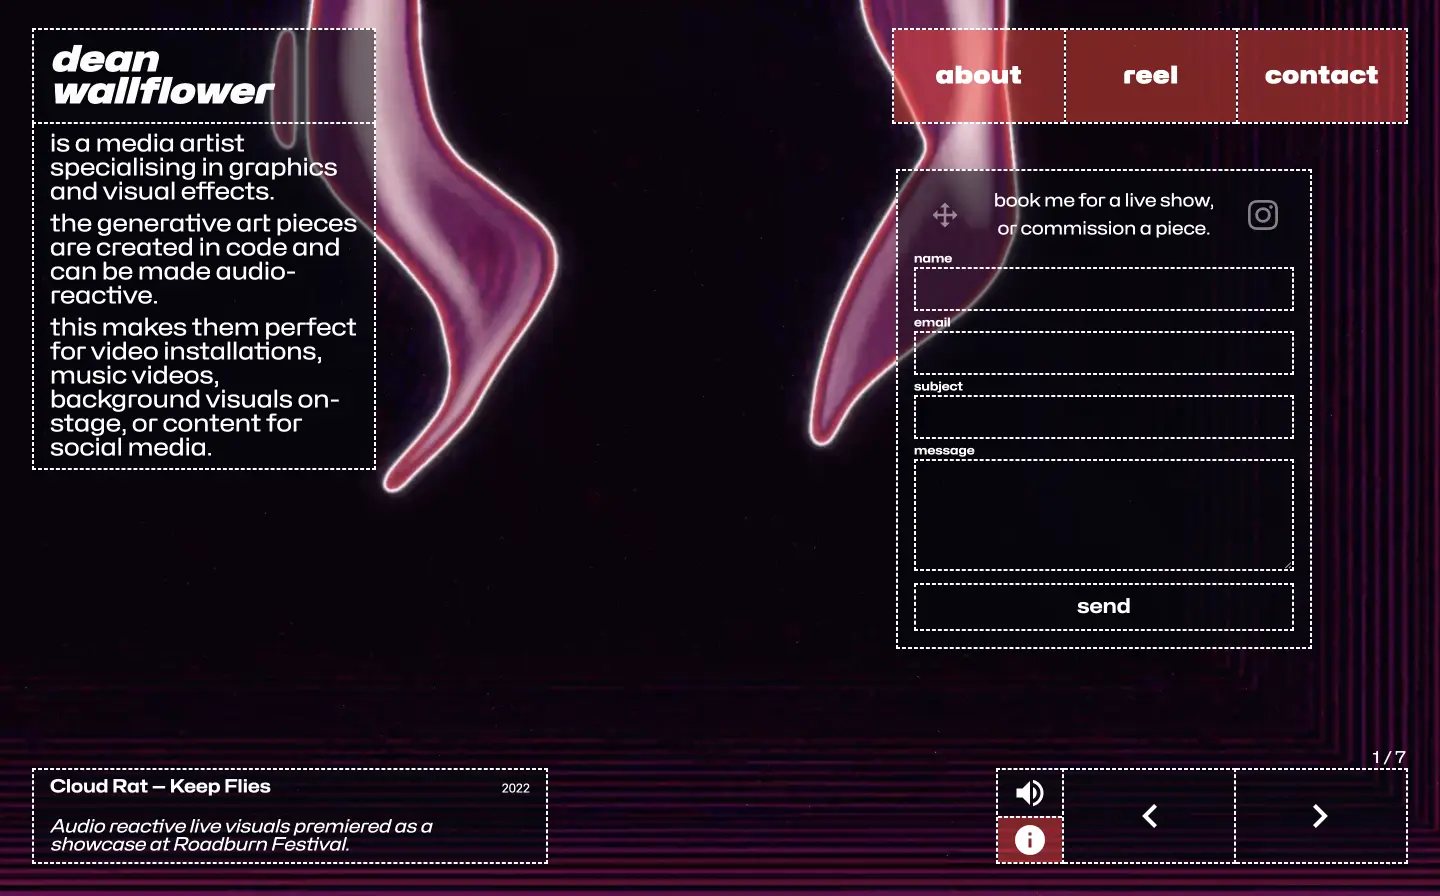 dean
wallflower
is a media artist
specialising in graphics
and visual effects.
the generative art pieces
are created in code and
can be made audio-
reactive.
this makes them perfect
for video installations,
music videos,
background visuals on-
stage, or content for
social media.
about
reel
contact
book me for a live show,
or commission a piece.
name
email
subject
message
send
Cloud Rat – Keep Flies
2022
Audio reactive live visuals premiered as a
showcase at Roadburn Festival.
1 / 7